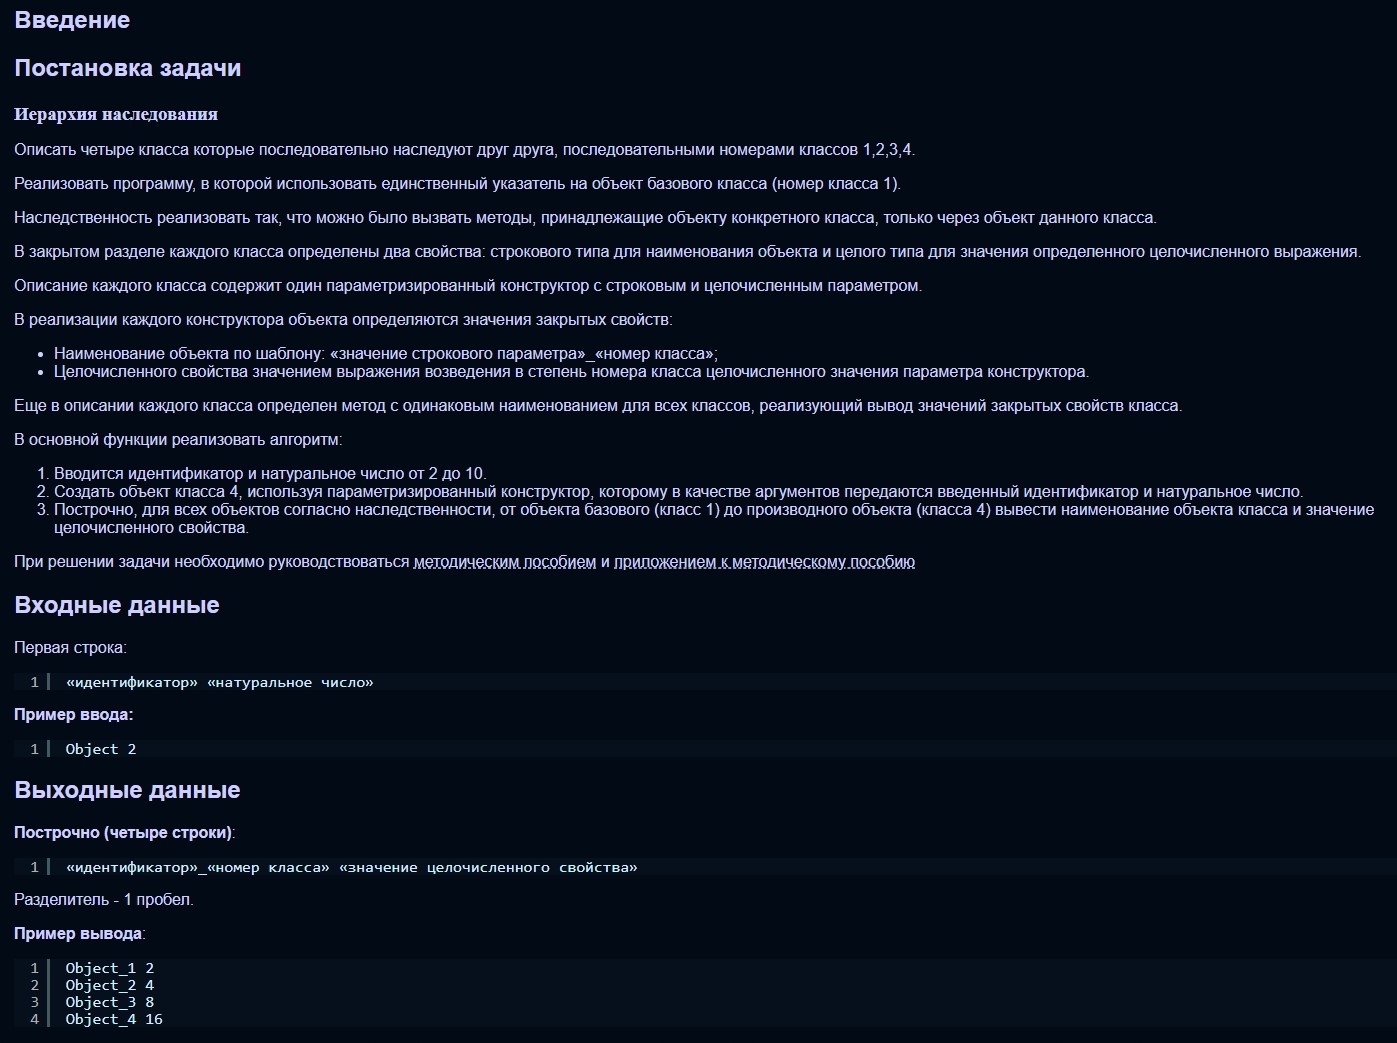 Введение
Постановка задачи
Иерархия наследования
Описать четыре класса которые последовательно наследуют друг друга, последовательными номерами классов 1,2,3,4.
Реализовать программу, в которой использовать единственный указатель на объект базового класса (номер класса 1).
Наследственность реализовать так, что можно было вызвать методы, принадлежащие объекту конкретного класса, только через объект данного класса.
В закрытом разделе каждого класса определены два свойства: строкового типа для наименования объекта и целого типа для значения определенного целочисленного выражения.
Описание каждого класса содержит один параметризированный конструктор с строковым и целочисленным параметром.
В реализации каждого конструктора объекта определяются значения закрытых свойств:
• Наименование объекта по шаблону: «значение строкового параметра»_«номер класса»;
• Целочисленного свойства значением выражения возведения в степень номера класса целочисленного значения параметра конструктора.
Еще в описании каждого класса определен метод с одинаковым наименованием для всех классов, реализующий вывод значений закрытых свойств класса.
В основной функции реализовать алгоритм:
1. Вводится идентификатор и натуральное число от 2 до 10.
2. Создать объект класса 4, используя параметризированный конструктор, которому в качестве аргументов передаются введенный идентификатор и натуральное число.
3. Построчно, для всех объектов согласно наследственности, от объекта базового (класс 1) до производного объекта (класса 4) вывести наименование объекта класса и значение
целочисленного свойства.
При решении задачи необходимо руководствоваться методическим пособием и приложением к методическому пособию
Входные данные
Первая строка:
1 «идентификатор» «натуральное число»
Пример ввода:
1 Object 2
Выходные данные
Построчно (четыре строки):
1 «идентификатор»_«номер класса» «значение целочисленного свойства»
Разделитель - 1 пробел.
Пример вывода:
1 Object_1 2
2 Object_2 4
3 Object_3 8
4 Object_4 16